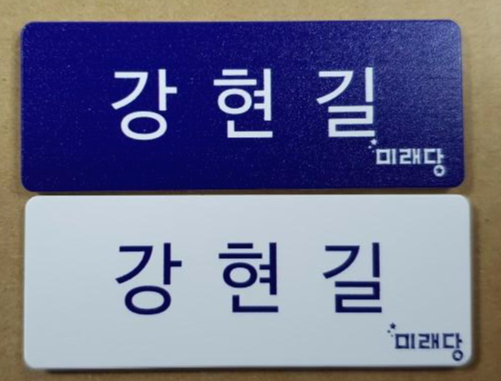 강 현 길
미래당
강 현 길
미래당